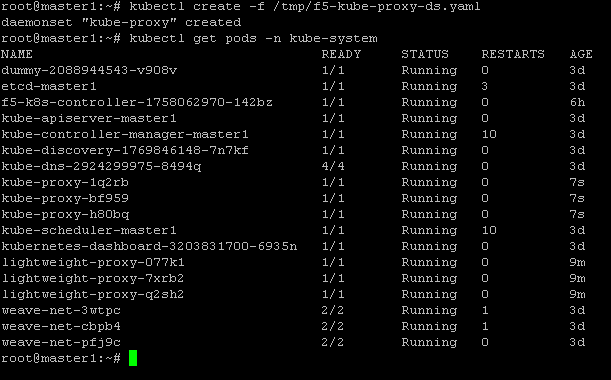 root@master1:~# kubectl create -f /tmp/f5-kube-proxy-ds.yaml
daemonset "kube-proxy" created
root@master1:~# kubectl get pods -n kube-system
NAME READY STATUS RESTARTS AGE
dummy-2088944543-v908v 1/1 Running 0 3d
etcd-master1 1/1 Running 3 3d
f5-k8s-controller-1758062970-142bz 1/1 Running 0 6h
kube-apiserver-master1 1/1 Running 0 3d
kube-controller-manager-master1 1/1 Running 10 3d
kube-discovery-1769846148-7n7kf 1/1 Running 0 3d
kube-dns-2924299975-8494q 4/4 Running 0 3d
kube-proxy-1q2rb 1/1 Running 0 7s
kube-proxy-bf959 1/1 Running 0 7s
kube-proxy-h80bq 1/1 Running 0 7s
kube-scheduler-master1 1/1 Running 10 3d
kubernetes-dashboard-3203831700-6935n 1/1 Running 0 3d
lightweight-proxy-077k1 1/1 Running 0 9m
lightweight-proxy-7xrb2 1/1 Running 0 9m
lightweight-proxy-q2sh2 1/1 Running 0 9m
weave-net-3wtpc 2/2 Running 1 3d
weave-net-cbpb4 2/2 Running 1 3d
weave-net-pfj9c 2/2 Running 0 3d
root@master1:~#